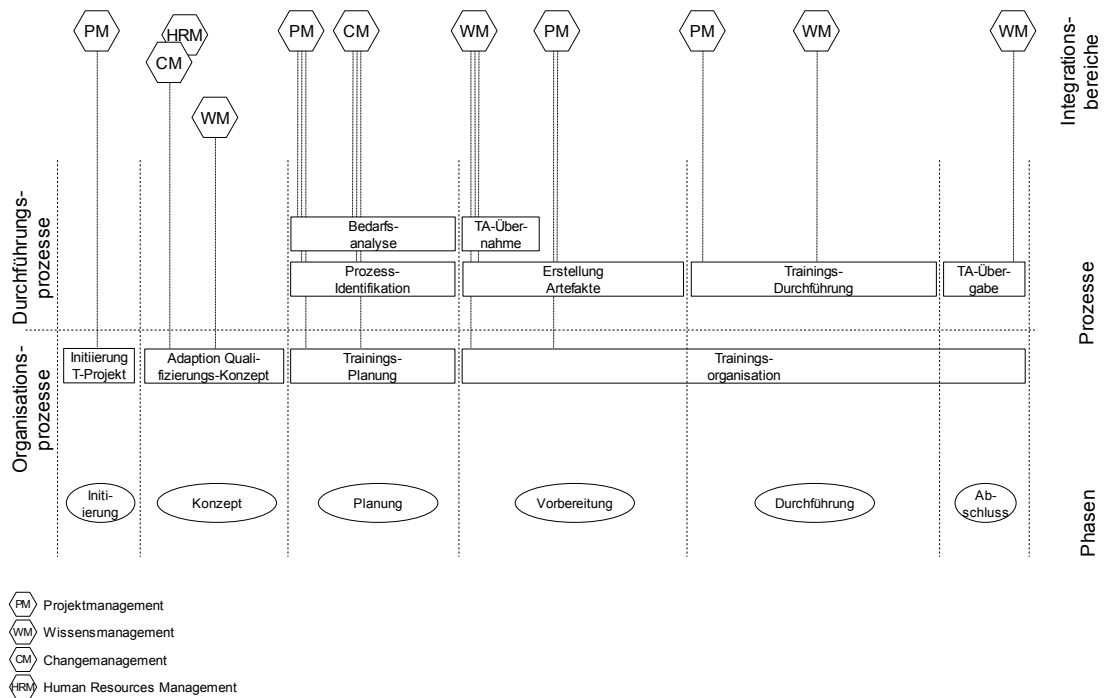 PM
HRM
CM
WM
PM
CM
WM
PM
PM
WM
WM
Integrations-
bereiche
Durchführungs-
prozesse
Bedarfs-
analyse
TA-Über-
nahme
Prozess-
Identifikation
Erstellung
Artefakte
Trainings-
Durchführung
TA-Über-
gabe
Prozesse
Organisations-
prozesse
Initiierung
T-Projekt
Adaption Quali-
fizierungs-Konzept
Trainings-
Planung
Trainings-
organisation
Initi-
ierung
Konzept
Planung
Vorbereitung
Durchführung
Ab-
schluss
Phasen
PM Projektmanagement
WM Wissensmanagement
CM Changemanagement
HRM Human Resources Management